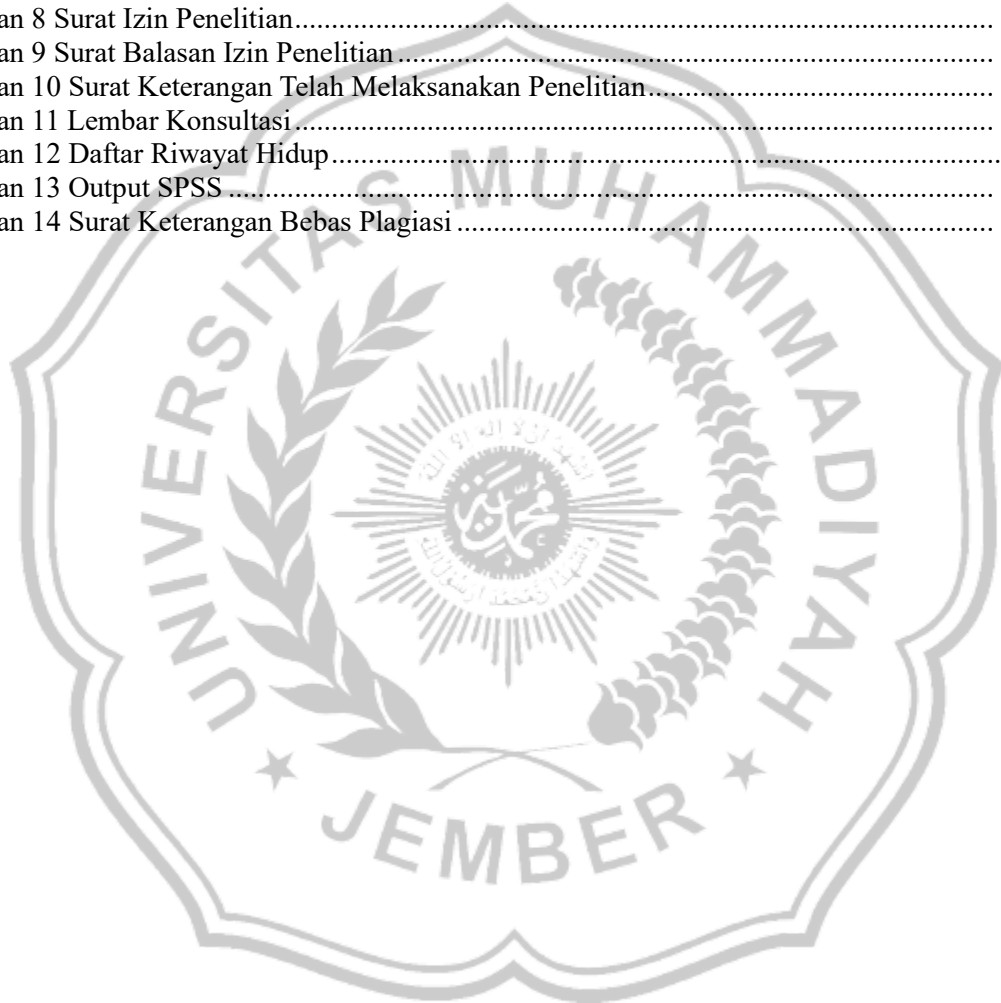 an 8 Surat Izin Penelitian
an 9 Surat Balasan Izin Penelitian
an 10 Surat Keterangan Telah Melaksanakan Penelitian
an 11 Lembar Konsultasi
an 12 Daftar Riwayat Hidup
an 13 Output SPSS
an 14 Surat Keterangan Bebas Plagiasi
UNIVERSITAS MUHAMMADIYAH
JEMBER